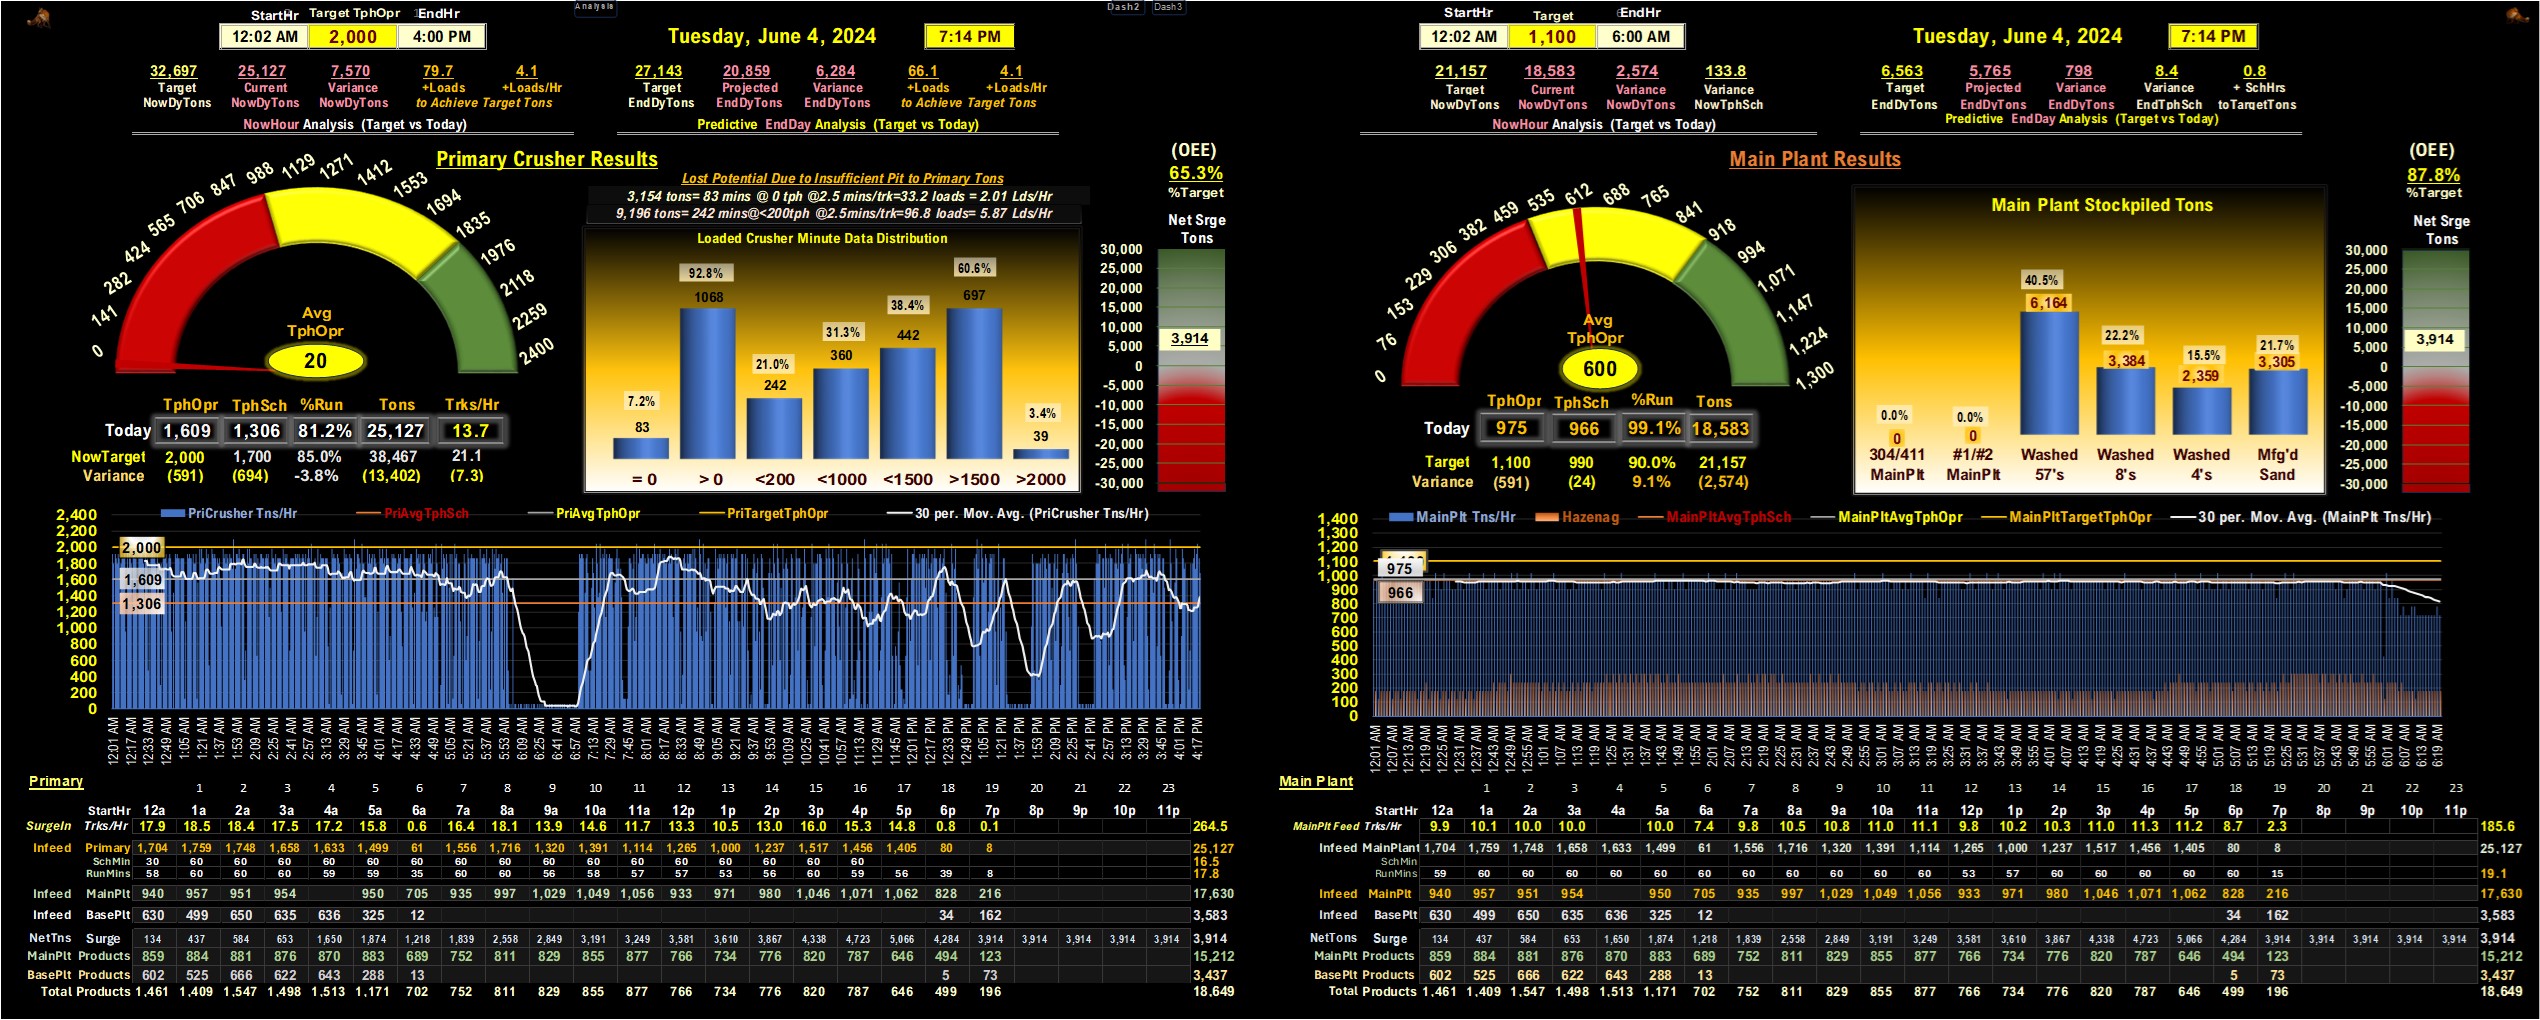 Analysis
Dash2 Dash3
StartHr Target TphOpr EndHr
12:02 AM 2,000 4:00 PM
Tuesday, June 4, 2024 7:14 PM
32,697 25,127 7,570 79.7 4.1
Target Current Variance +Loads +Loads/Hr
NowDyTons NowDyTons NowDyTons to Achieve Target Tons
NowHour Analysis (Target vs Today)
27,143 20,859 6,284 66.1 4.1
Target Projected Variance +Loads +Loads/Hr
EndDyTons EndDyTons EndDyTons to Achieve Target Tons
Predictive EndDay Analysis (Target vs Today)
Primary Crusher Results
0 141 282 424 565 706 847 988 1129 1271 1412 1553 1694 1835 1976 2118 2259 2400
Avg
TphOpr
20
TphOpr TphSch %Run Tons Trks/Hr
Today 1,609 1,306 81.2% 25,127 13.7
NowTarget 2,000 1,700 85.0% 38,467 21.1
Variance (591) (694) -3.8% (13,402) (7.3)
Lost Potential Due to Insufficient Pit to Primary Tons
3,154 tons= 83 mins @ 0 tph @2.5 mins/trk=33.2 loads = 2.01 Lds/Hr
9,196 tons= 242 mins@<200tph @2.5mins/trk=96.8 loads= 5.87 Lds/Hr
Loaded Crusher Minute Data Distribution
7.2% 92.8% 21.0% 31.3% 38.4% 60.6% 3.4%
83 1068 242 360 442 697 39
= 0 > 0 <200 <1000 <1500 >1500 >2000
(OEE)
65.3%
%Target
Net Srge
Tons
30,000
25,000
20,000
15,000
10,000
5,000
0
-5,000
-10,000
-15,000
-20,000
-25,000
-30,000
3,914
PriCrusher Tns/Hr PriAvgTphSch PriAvgTphOpr PriTargetTphOpr 30 per. Mov. Avg. (PriCrusher Tns/Hr)
2,400
2,200
2,000
1,800
1,600
1,400
1,200
1,000
800
600
400
200
0
2,000
1,609
1,306
12:01 AM 12:17 AM 12:33 AM 12:49 AM 1:05 AM 1:21 AM 1:37 AM 1:53 AM 2:09 AM 2:25 AM 2:41 AM 2:57 AM 3:13 AM 3:29 AM 3:45 AM 4:01 AM 4:17 AM 4:33 AM 4:49 AM 5:05 AM 5:21 AM 5:37 AM 5:53 AM 6:09 AM 6:25 AM 6:41 AM 6:57 AM 7:13 AM 7:29 AM 7:45 AM 8:01 AM 8:17 AM 8:33 AM 8:49 AM 9:05 AM 9:21 AM 9:37 AM 9:53 AM 10:09 AM 10:25 AM 10:41 AM 10:57 AM 11:13 AM 11:29 AM 11:45 AM 12:01 PM 12:17 PM 12:33 PM 12:49 PM 1:05 PM 1:21 PM 1:37 PM 1:53 PM 2:09 PM 2:25 PM 2:41 PM 2:57 PM 3:13 PM 3:29 PM 3:45 PM 4:01 PM 4:17 PM
Primary
1 2 3 4 5 6 7 8 9 10 11 12 13 14 15 16 17 18 19 20 21 22 23
StartHr 12a 1a 2a 3a 4a 5a 6a 7a 8a 9a 10a 11a 12p 1p 2p 3p 4p 5p 6p 7p 8p 9p 10p 11p
SurgeIn Trks/Hr 17.9 18.5 18.4 17.5 17.2 15.8 0.6 16.4 18.1 13.9 14.6 11.7 13.3 10.5 13.0 16.0 15.3 14.8 0.8 0.1 264.5
Infeed Primary 1,704 1,759 1,748 1,658 1,633 1,499 61 1,556 1,716 1,320 1,391 1,114 1,265 1,000 1,237 1,517 1,456 1,405 80 8 25,127
SchMin 30 60 60 60 60 60 60 60 60 60 60 60 60 60 60 60 60 16.5
RunMins 58 60 60 60 59 59 35 60 60 56 58 57 57 53 56 60 59 56 39 8 17.8
Infeed MainPlt 940 957 951 954 950 705 935 997 1,029 1,049 1,056 933 971 980 1,046 1,071 1,062 828 216 17,630
Infeed BasePlt 630 499 650 635 636 325 12 34 162 3,583
NetTns Surge 134 437 584 653 1,650 1,874 1,218 1,839 2,558 2,849 3,191 3,249 3,581 3,610 3,867 4,338 4,723 5,066 4,284 3,914 3,914 3,914 3,914 3,914 3,914
MainPlt Products 859 884 881 876 870 883 689 752 811 829 855 877 766 734 776 820 787 646 494 123 15,212
BasePlt Products 602 525 666 622 643 288 13 5 73 3,437
Total Products 1,461 1,409 1,547 1,498 1,513 1,171 702 752 811 829 855 877 766 734 776 820 787 646 499 196 18,649
StartHr Target EndHr
12:02 AM 1,100 6:00 AM
Tuesday, June 4, 2024 7:14 PM
21,157 18,583 2,574 133.8
Target Current Variance Variance
NowDyTons NowDyTons NowDyTons NowTphSch
NowHour Analysis (Target vs Today)
6,563 5,765 798 8.4 0.8
Target Projected Variance Variance + SchHrs
EndDyTons EndDyTons EndDyTons EndTphSch toTargetTons
Predictive EndDay Analysis (Target vs Today)
Main Plant Results
0 76 153 229 306 382 459 535 612 688 765 841 918 994 1,071 1,147 1,224 1,300
Avg
TphOpr
600
TphOpr TphSch %Run Tons
Today 975 966 99.1% 18,583
Target 1,100 990 90.0% 21,157
Variance (591) (24) 9.1% (2,574)
Main Plant Stockpiled Tons
0.0% 0.0% 40.5% 22.2% 15.5% 21.7%
0 0 6,164 3,384 2,359 3,305
304/411 #1/#2 Washed Washed Washed Mfg'd
MainPlt MainPlt 57's 8's 4's Sand
(OEE)
87.8%
%Target
Net Srge
Tons
30,000
25,000
20,000
15,000
10,000
5,000
0
-5,000
-10,000
-15,000
-20,000
-25,000
-30,000
3,914
MainPlt Tns/Hr Hazenag MainPltAvgTphSch MainPltAvgTphOpr MainPltTargetTphOpr 30 per. Mov. Avg. (MainPlt Tns/Hr)
1,400
1,300
1,200
1,100
1,000
900
800
700
600
500
400
300
200
100
0
975
966
12:01 AM 12:07 AM 12:13 AM 12:19 AM 12:25 AM 12:31 AM 12:37 AM 12:43 AM 12:49 AM 12:55 AM 1:01 AM 1:07 AM 1:13 AM 1:19 AM 1:25 AM 1:31 AM 1:37 AM 1:43 AM 1:49 AM 1:55 AM 2:01 AM 2:07 AM 2:13 AM 2:19 AM 2:25 AM 2:31 AM 2:37 AM 2:43 AM 2:49 AM 2:55 AM 3:01 AM 3:07 AM 3:13 AM 3:19 AM 3:25 AM 3:31 AM 3:37 AM 3:43 AM 3:49 AM 3:55 AM 4:01 AM 4:07 AM 4:13 AM 4:19 AM 4:25 AM 4:31 AM 4:37 AM 4:43 AM 4:49 AM 4:55 AM 5:01 AM 5:07 AM 5:13 AM 5:19 AM 5:25 AM 5:31 AM 5:37 AM 5:43 AM 5:49 AM 5:55 AM 6:01 AM 6:07 AM 6:13 AM 6:19 AM
Main Plant
1 2 3 4 5 6 7 8 9 10 11 12 13 14 15 16 17 18 19 20 21 22 23
StartHr 12a 1a 2a 3a 4a 5a 6a 7a 8a 9a 10a 11a 12p 1p 2p 3p 4p 5p 6p 7p 8p 9p 10p 11p
MainPlt Feed Trks/Hr 9.9 10.1 10.0 10.0 10.0 7.4 9.8 10.5 10.8 11.0 11.1 9.8 10.2 10.3 11.0 11.3 11.2 8.7 2.3 185.6
Infeed MainPlant 1,704 1,759 1,748 1,658 1,633 1,499 61 1,556 1,716 1,320 1,391 1,114 1,265 1,000 1,237 1,517 1,456 1,405 80 8 25,127
SchMin
RunMins 59 60 60 60 60 60 60 60 60 60 60 60 53 57 60 60 60 60 60 15 19.1
Infeed MainPlt 940 957 951 954 950 705 935 997 1,029 1,049 1,056 933 971 980 1,046 1,071 1,062 828 216 17,630
Infeed BasePlt 630 499 650 635 636 325 12 34 162 3,583
NetTons Surge 134 437 584 653 1,650 1,874 1,218 1,839 2,558 2,849 3,191 3,249 3,581 3,610 3,867 4,338 4,723 5,066 4,284 3,914 3,914 3,914 3,914 3,914 3,914
MainPlt Products 859 884 881 876 870 883 689 752 811 829 855 877 766 734 776 820 787 646 494 123 15,212
BasePlt Products 602 525 666 622 643 288 13 5 73 3,437
Total Products 1,461 1,409 1,547 1,498 1,513 1,171 702 752 811 829 855 877 766 734 776 820 787 646 499 196 18,649